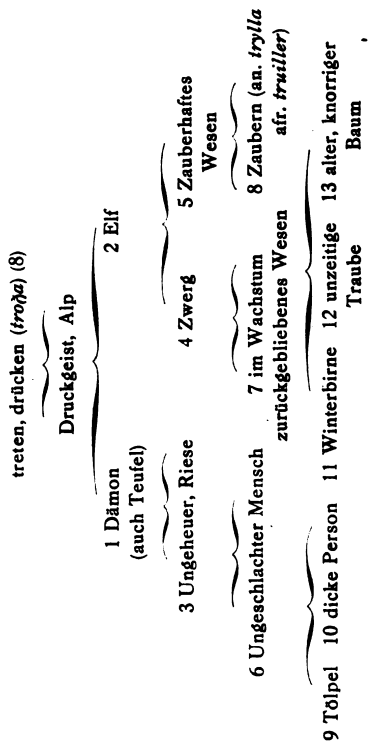 treten, drücken (troða) (8)
Druckgeist, Alp
1 Dämon
(auch Teufel)
2 Elf
3 Ungeheuer, Riese
4 Zwerg
5 Zauberhaftes
Wesen
6 Ungeschlachter Mensch
7 im Wachstum
zurückgebliebenes Wesen
8 Zaubern (an. trylla
afr. truiller)
9 Tölpel
10 dicke Person
11 Winterbirne
12 unzeitige
Traube
13 alter, knorriger
Baum